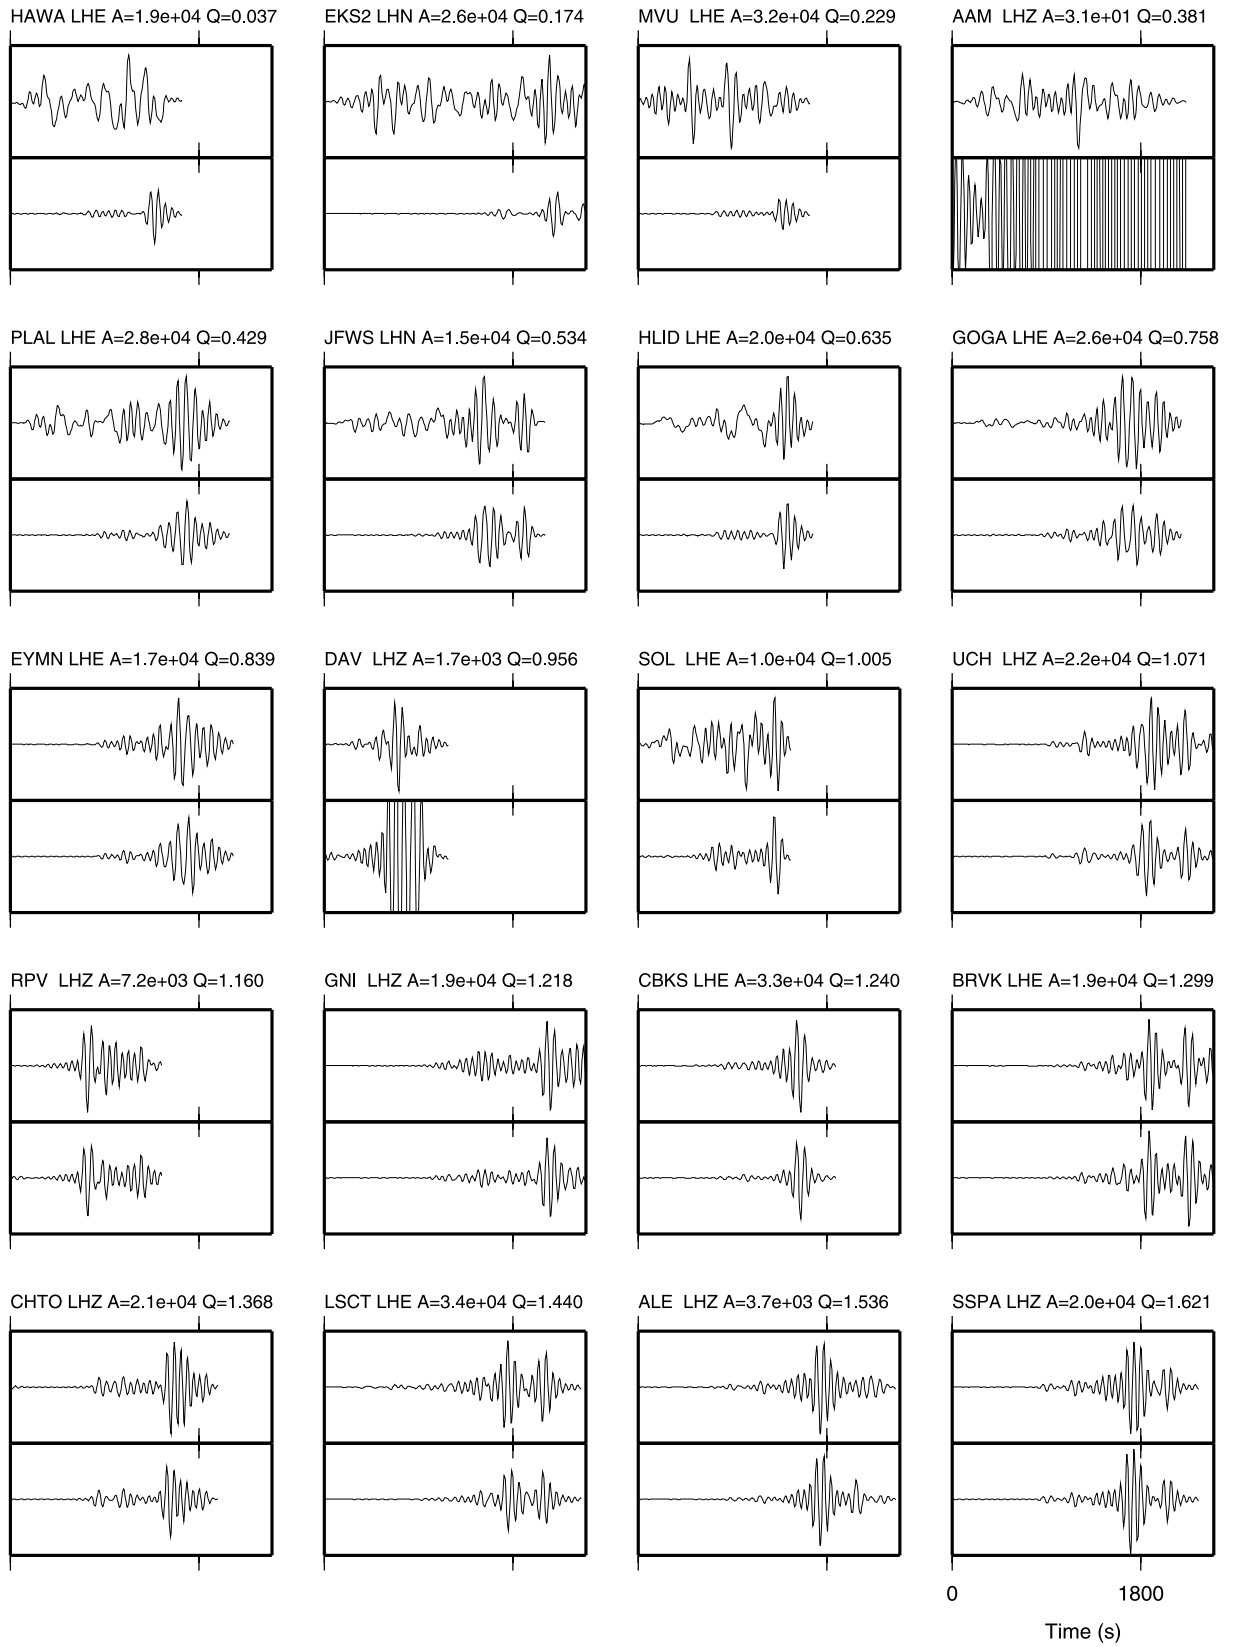 HAWA LHE A=1.9e+04 Q=0.037
EKS2 LHN A=2.6e+04 Q=0.174
MVU LHE A=3.2e+04 Q=0.229
AAM LHZ A=3.1e+01 Q=0.381
PLAL LHE A=2.8e+04 Q=0.429
JFWS LHN A=1.5e+04 Q=0.534
HLID LHE A=2.0e+04 Q=0.635
GOGA LHE A=2.6e+04 Q=0.758
EYMN LHE A=1.7e+04 Q=0.839
DAV LHZ A=1.7e+03 Q=0.956
SOL LHE A=1.0e+04 Q=1.005
UCH LHZ A=2.2e+04 Q=1.071
RPV LHZ A=7.2e+03 Q=1.160
GNI LHZ A=1.9e+04 Q=1.218
CBKS LHE A=3.3e+04 Q=1.240
BRVK LHE A=1.9e+04 Q=1.299
CHTO LHZ A=2.1e+04 Q=1.368
LSCT LHE A=3.4e+04 Q=1.440
ALE LHZ A=3.7e+03 Q=1.536
SSPA LHZ A=2.0e+04 Q=1.621
0 1800
Time (s)